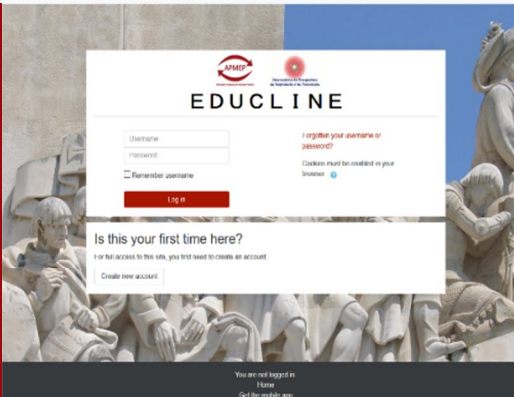 APMEP
EDUCLINE
Username
Password
Remember username
Log in
Forgotten your username or
password?
Cookies must be enabled in your
browser
Is this your first time here?
For full access to this site, you first need to create an account.
Create new account
You are not logged in
Home
Get the mobile app